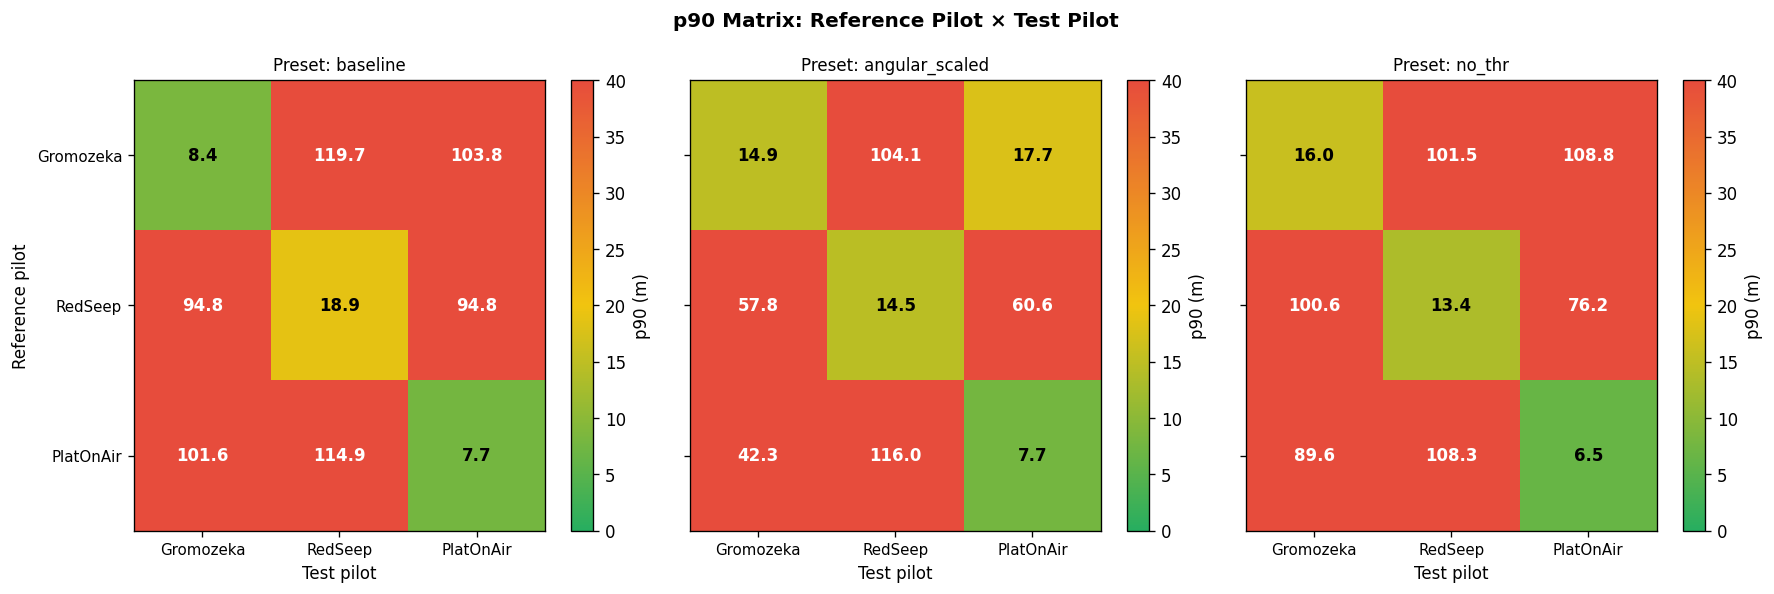 p90 Matrix: Reference Pilot × Test Pilot
Preset: baseline
Reference pilot
Gromozeka 8.4 119.7 103.8
RedSeep 94.8 18.9 94.8
PlatOnAir 101.6 114.9 7.7
Gromozeka RedSeep PlatOnAir
Test pilot
40
35
30
25
20
15
10
5
0
p90 (m)
Preset: angular_scaled
14.9 104.1 17.7
57.8 14.5 60.6
42.3 116.0 7.7
Gromozeka RedSeep PlatOnAir
Test pilot
40
35
30
25
20
15
10
5
0
p90 (m)
Preset: no_thr
16.0 101.5 108.8
100.6 13.4 76.2
89.6 108.3 6.5
Gromozeka RedSeep PlatOnAir
Test pilot
40
35
30
25
20
15
10
5
0
p90 (m)